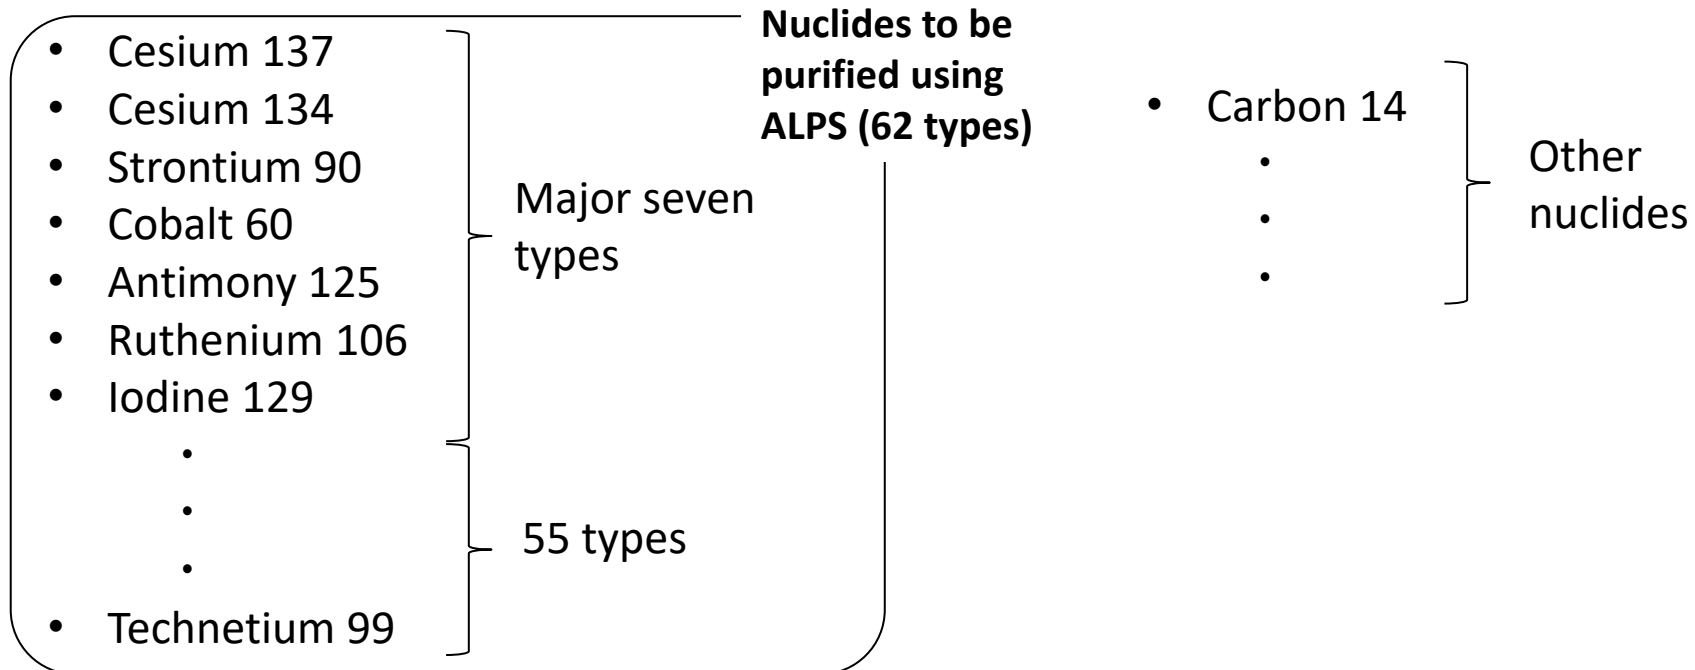 Nuclides to be
purified using
ALPS (62 types)
• Cesium 137
• Cesium 134
• Strontium 90
• Cobalt 60
• Antimony 125
• Ruthenium 106
• Iodine 129
Major seven
types
・
・
・
• Technetium 99
55 types
• Carbon 14
・
・
・
Other
nuclides